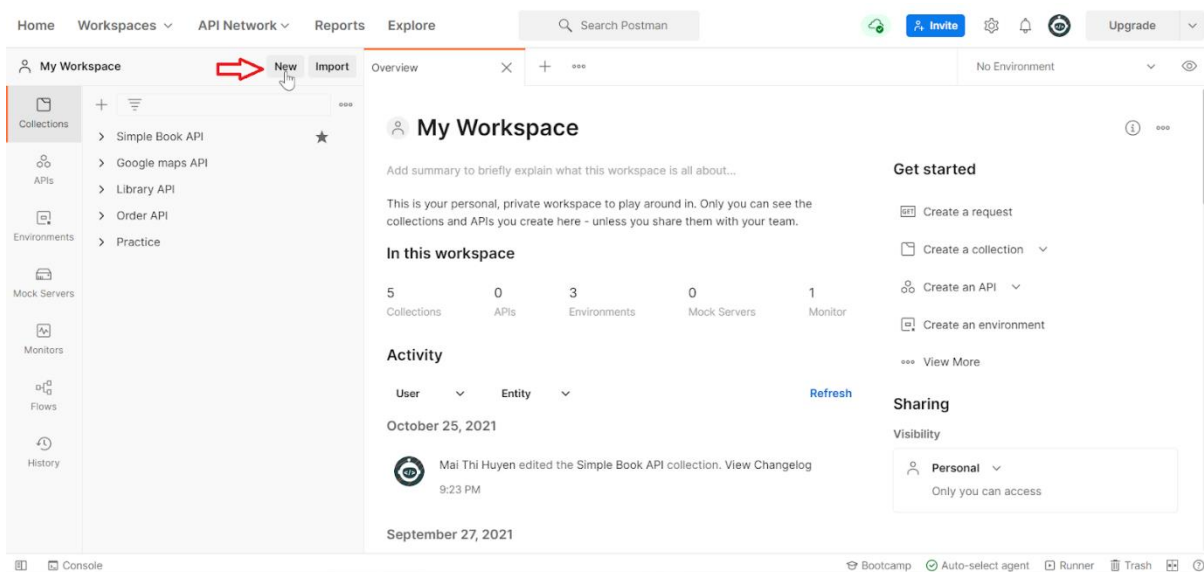 Home Workspaces API Network Reports Explore Search Postman Invite Upgrade
My Workspace New Import Overview No Environment
Collections
APIs
Environments
Mock Servers
Monitors
Flows
History
Simple Book API
Google maps API
Library API
Order API
Practice
My Workspace
Add summary to briefly explain what this workspace is all about...
This is your personal, private workspace to play around in. Only you can see the
collections and APIs you create here - unless you share them with your team.
In this workspace
5 0 3 0 1
Collections APIs Environments Mock Servers Monitor
Activity
User Entity Refresh
October 25, 2021
Mai Thi Huyen edited the Simple Book API collection. View Changelog
9:23 PM
September 27, 2021
Get started
GET Create a request
Create a collection
Create an API
Create an environment
View More
Sharing
Visibility
Personal
Only you can access
Console Bootcamp Auto-select agent Runner Trash